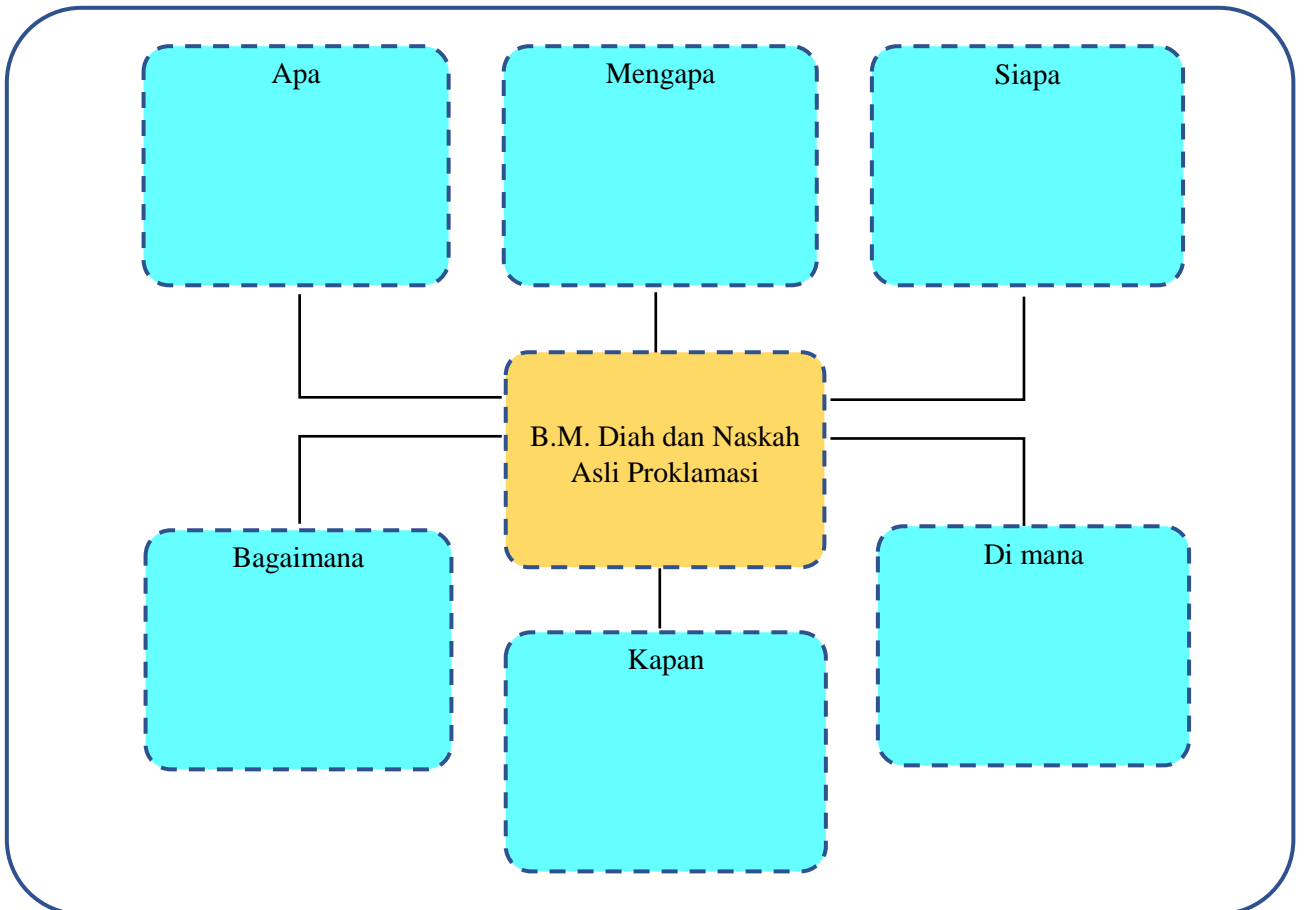 Apa
Mengapa
Siapa
B.M. Diah dan Naskah
Asli Proklamasi
Bagaimana
Di mana
Kapan